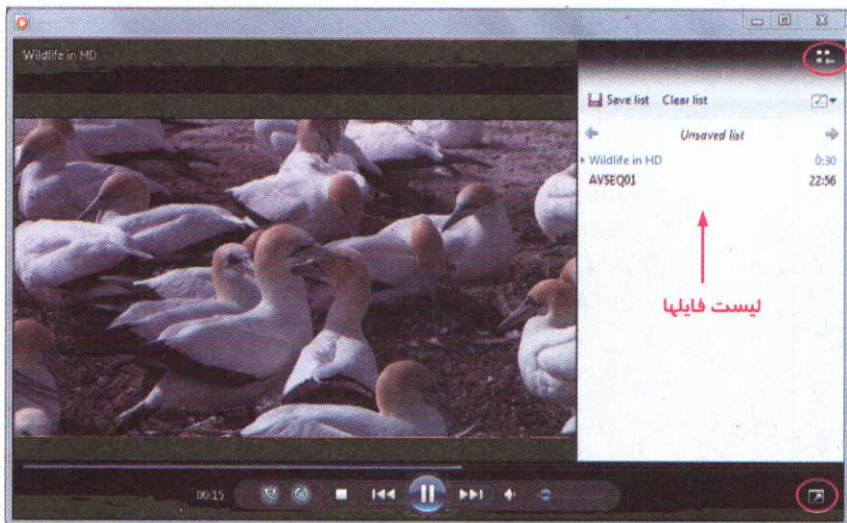 Wildlife in HD
Save list Clear list
Unsaved list
Wildlife in HD 0:30
AVSEQ01 22:56
لیست فایلها
00:15